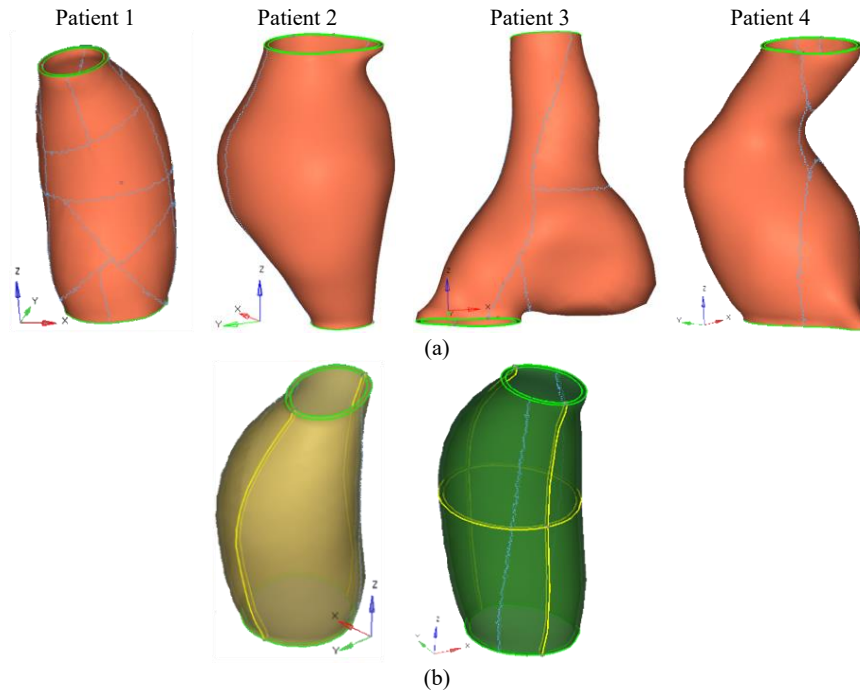 Patient 1 Patient 2 Patient 3 Patient 4
Z Y X
Z X Y
Z X
Z Y X
(a)
X Z Y
Z Y X
(b)